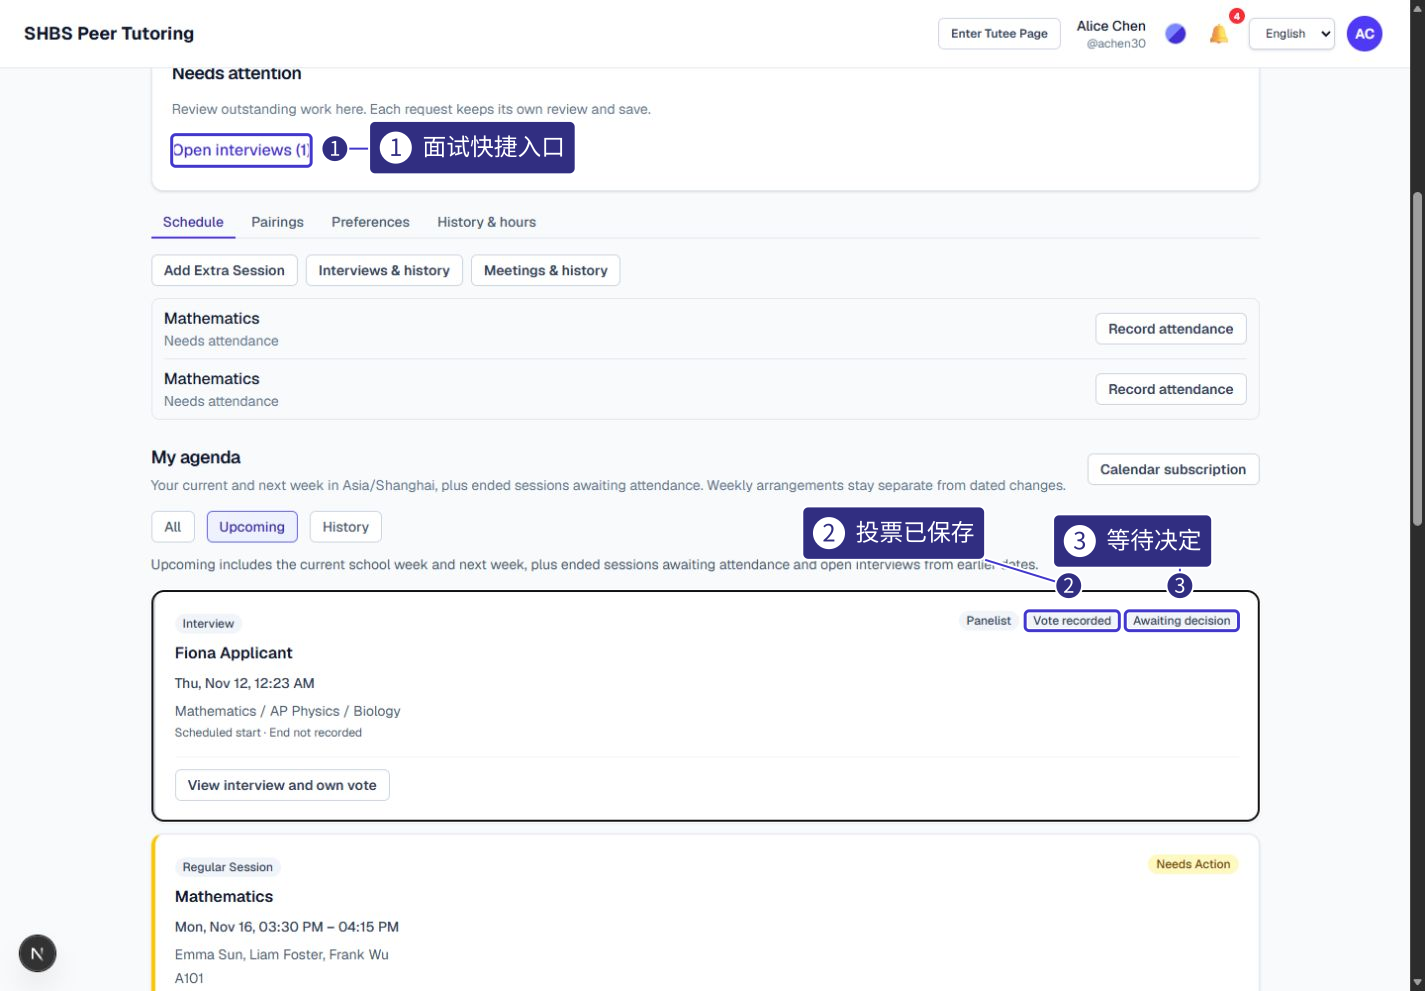 SHBS Peer Tutoring
Enter Tutee Page
Alice Chen
@achen30
4
English
AC
Needs attention
Review outstanding work here. Each request keeps its own review and save.
Open interviews (1)
1
1 面试快捷入口
Schedule
Pairings
Preferences
History & hours
Add Extra Session
Interviews & history
Meetings & history
Mathematics
Needs attendance
Record attendance
Mathematics
Needs attendance
Record attendance
My agenda
Your current and next week in Asia/Shanghai, plus ended sessions awaiting attendance. Weekly arrangements stay separate from dated changes.
Calendar subscription
All
Upcoming
History
2 投票已保存
3 等待决定
Upcoming includes the current school week and next week, plus ended sessions awaiting attendance and open interviews from earlier dates.
2
3
Interview
Panelist
Vote recorded
Awaiting decision
Fiona Applicant
Thu, Nov 12, 12:23 AM
Mathematics / AP Physics / Biology
Scheduled start · End not recorded
View interview and own vote
Regular Session
Needs Action
Mathematics
Mon, Nov 16, 03:30 PM – 04:15 PM
Emma Sun, Liam Foster, Frank Wu
A101
N